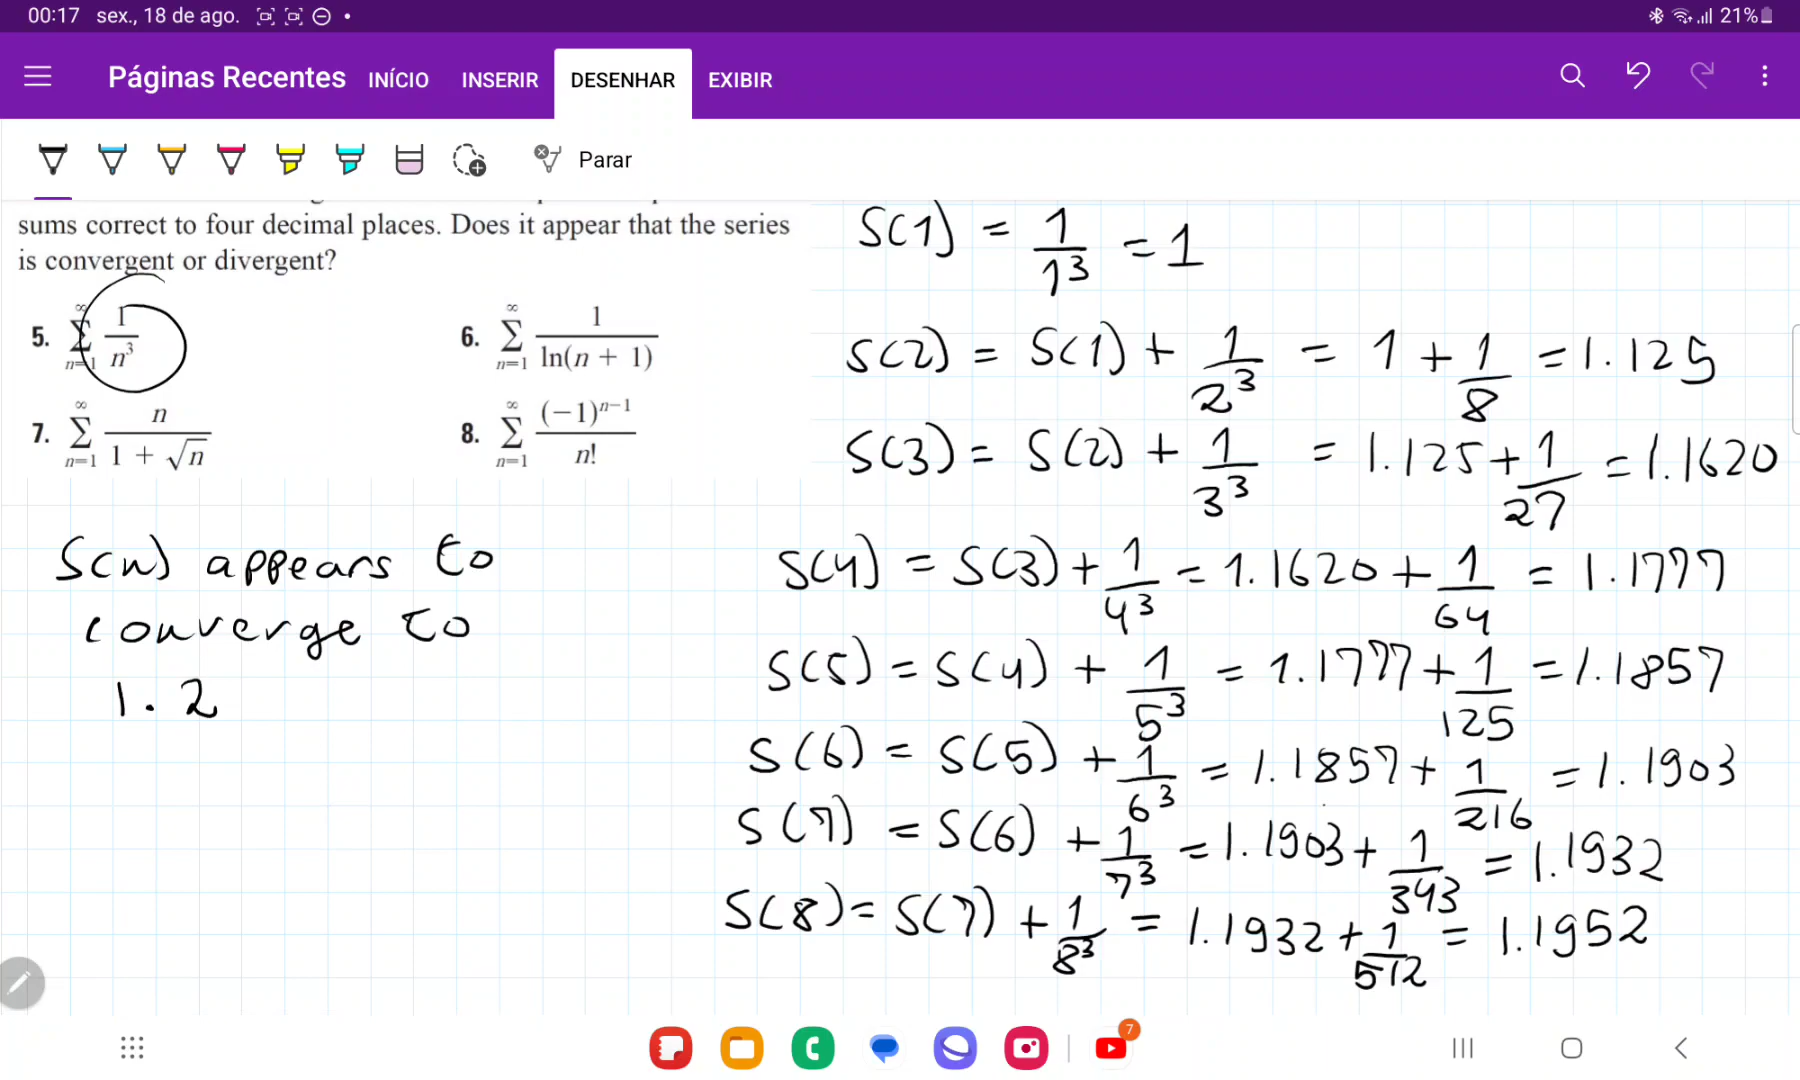 00:17 sex., 18 de ago.
21%
Páginas Recentes INÍCIO INSERIR DESENHAR EXIBIR
Parar
sums correct to four decimal places. Does it appear that the series
is convergent or divergent?
5. ∞ Σ n=1 1/n³
6. ∞ Σ n=1 1/ln(n + 1)
7. ∞ Σ n=1 n/(1 + √n)
8. ∞ Σ n=1 (−1)ⁿ⁻¹/n!
S(n) appears to
converge to
1.2
S(1) = 1/1³ = 1
S(2) = S(1) + 1/2³ = 1 + 1/8 = 1.125
S(3) = S(2) + 1/3³ = 1.125 + 1/27 = 1.1620
S(4) = S(3) + 1/4³ = 1.1620 + 1/64 = 1.1777
S(5) = S(4) + 1/5³ = 1.1777 + 1/125 = 1.1857
S(6) = S(5) + 1/6³ = 1.1857 + 1/216 = 1.1903
S(7) = S(6) + 1/7³ = 1.1903 + 1/343 = 1.1932
S(8) = S(7) + 1/8³ = 1.1932 + 1/512 = 1.1952
7